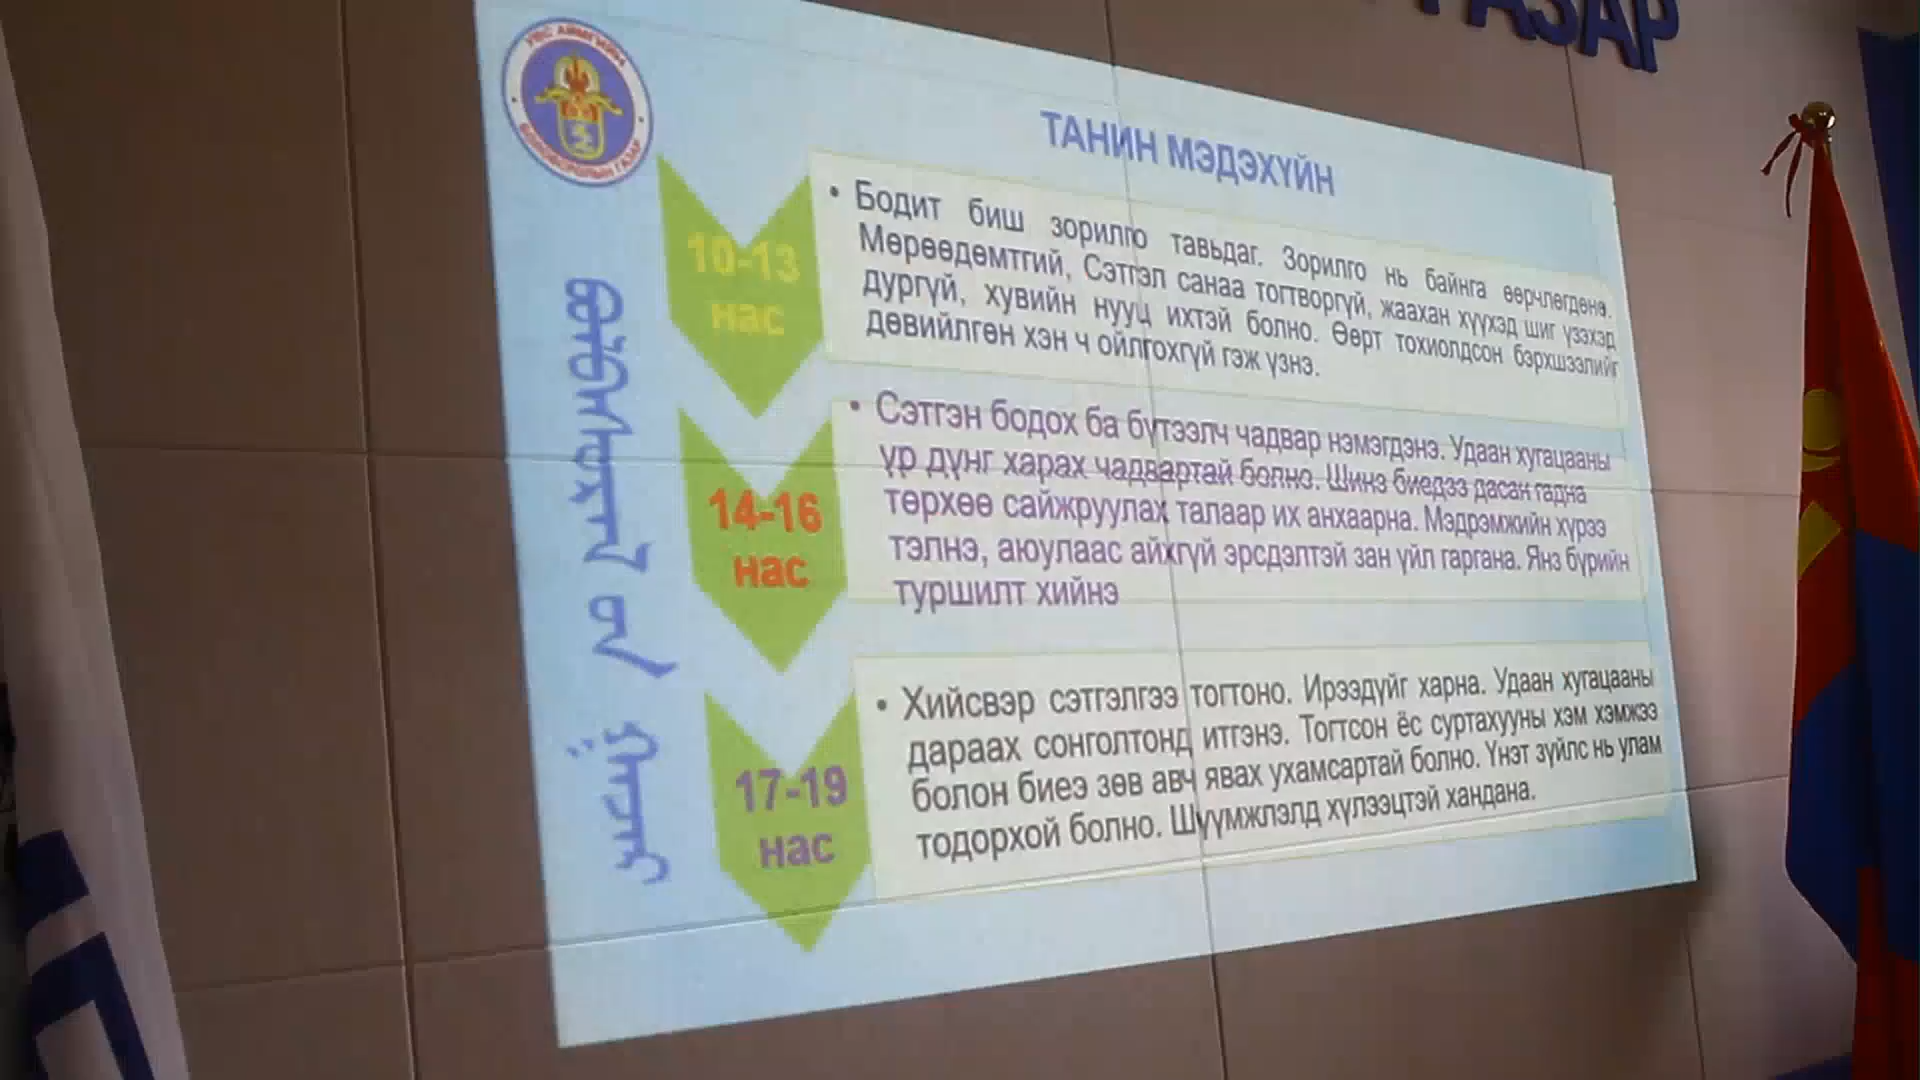 ГАЗАР
УВС АЙМГИЙН
БОЛОВСРОЛЫН ГАЗАР
ТАНИН МЭДЭХҮЙН
10-13
нас
• Бодит биш зорилго тавьдаг. Зорилго нь байнга өөрчлөгдөнө.
Мөрөөдөмтгий, Сэтгэл санаа тогтворгүй, жаахан хүүхэд шиг үзэхэд
дургүй, хувийн нууц ихтэй болно. Өөрт тохиолдсон бэрхшээлийг
дөвийлгөн хэн ч ойлгохгүй гэж үзнэ.
14-16
нас
• Сэтгэн бодох ба бүтээлч чадвар нэмэгдэнэ. Удаан хугацааны
үр дүнг харах чадвартай болно. Шинэ биедээ дасан гадна
төрхөө сайжруулах талаар их анхаарна. Мэдрэмжийн хүрээ
тэлнэ, аюулаас айхгүй эрсдэлтэй зан үйл гаргана. Янз бүрийн
туршилт хийнэ
17-19
нас
• Хийсвэр сэтгэлгээ тогтоно. Ирээдүйг харна. Удаан хугацааны
дараах сонголтонд итгэнэ. Тогтсон ёс суртахууны хэм хэмжээ
болон биеэ зөв авч явах ухамсартай болно. Үнэт зүйлс нь улам
тодорхой болно. Шүүмжлэлд хүлээцтэй хандана.